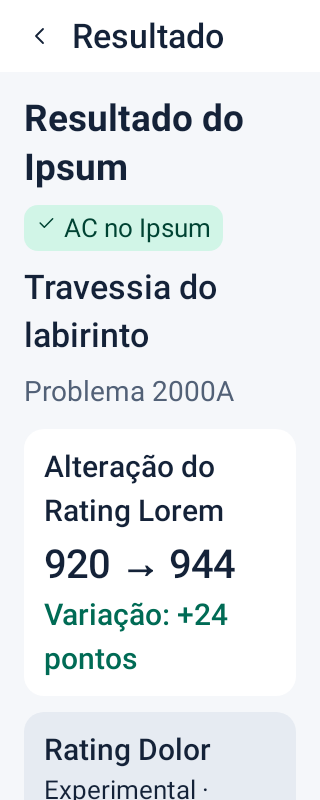 Resultado
Resultado do
Ipsum
AC no Ipsum
Travessia do
labirinto
Problema 2000A
Alteração do
Rating Lorem
920 → 944
Variação: +24
pontos
Rating Dolor
Experimental ·